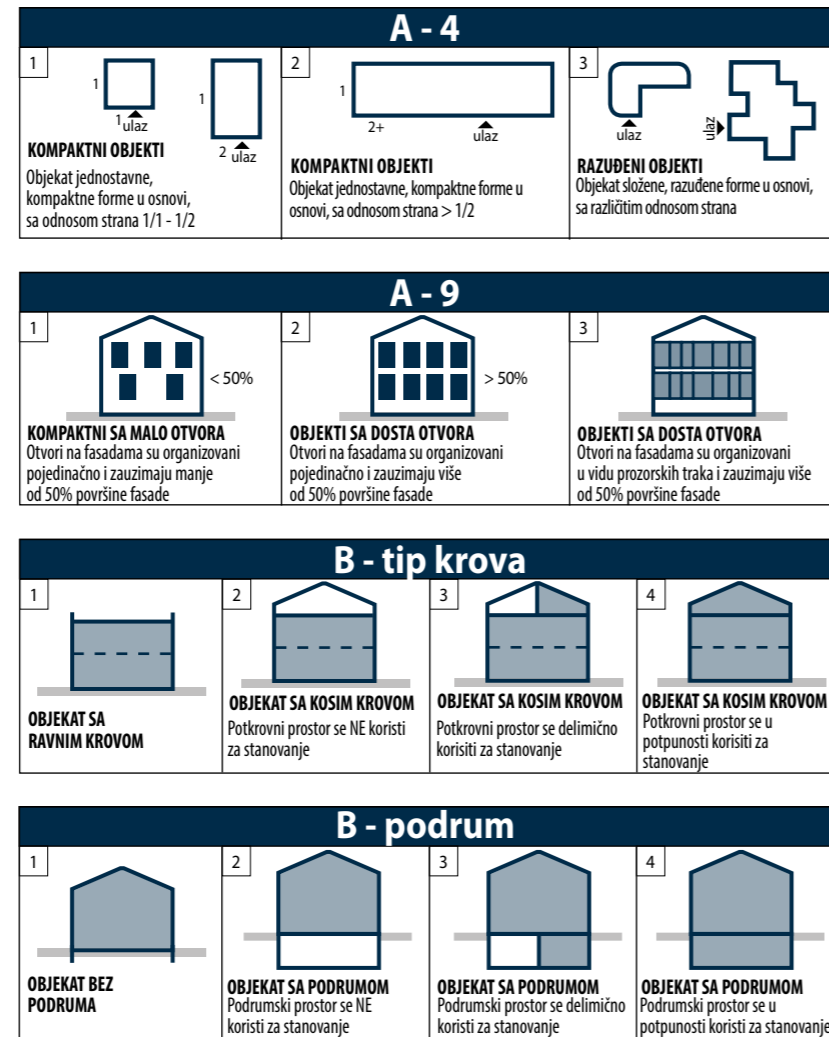 A - 4
1
1
1
ulaz
1
2 ulaz
KOMPAKTNI OBJEKTI
Objekat jednostavne,
kompaktne forme u osnovi,
sa odnosom strana 1/1 - 1/2
2
1
2+
ulaz
KOMPAKTNI OBJEKTI
Objekat jednostavne, kompaktne forme u
osnovi, sa odnosom strana > 1/2
3
ulaz
ulaz
RAZUĐENI OBJEKTI
Objekat složene, razuđene forme u osnovi,
sa različitim odnosom strana
A - 9
1
< 50%
KOMPAKTNI SA MALO OTVORA
Otvori na fasadama su organizovani
pojedinačno i zauzimaju manje
od 50% površine fasade
2
> 50%
OBJEKTI SA DOSTA OTVORA
Otvori na fasadama su organizovani
pojedinačno i zauzimaju više
od 50% površine fasade
3
OBJEKTI SA DOSTA OTVORA
Otvori na fasadama su organizovani
u vidu prozorskih traka i zauzimaju više
od 50% površine fasade
B - tip krova
1
OBJEKAT SA
RAVNIM KROVOM
2
OBJEKAT SA KOSIM KROVOM
Potkrovni prostor se NE koristi
za stanovanje
3
OBJEKAT SA KOSIM KROVOM
Potkrovni prostor se delimično
korisiti za stanovanje
4
OBJEKAT SA KOSIM KROVOM
Potkrovni prostor se u
potpunosti korisiti za
stanovanje
B - podrum
1
OBJEKAT BEZ
PODRUMA
2
OBJEKAT SA PODRUMOM
Podrumski prostor se NE
koristi za stanovanje
3
OBJEKAT SA PODRUMOM
Podrumski prostor se delimično
koristi za stanovanje
4
OBJEKAT SA PODRUMOM
Podrumski prostor se u
potpunosti koristi za stanovanje